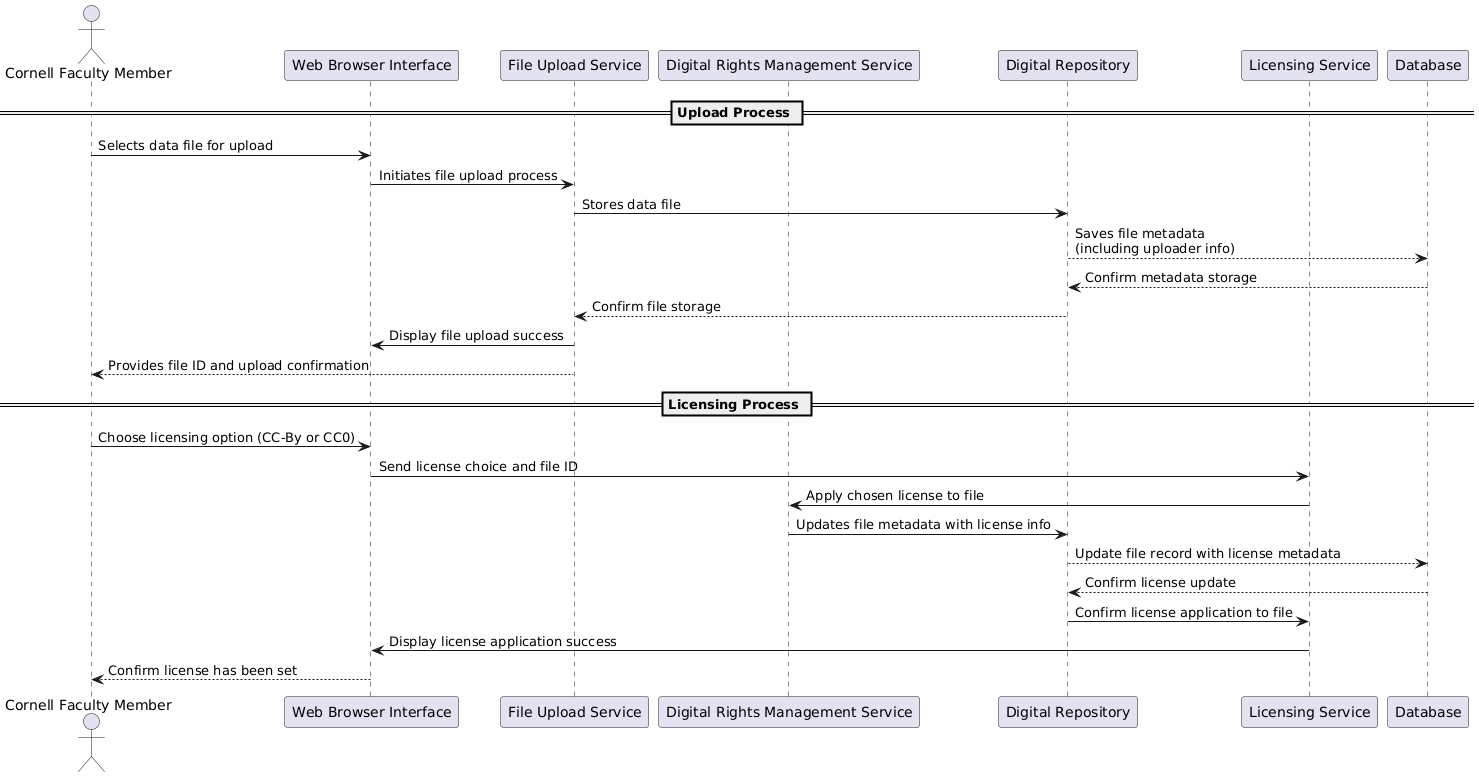 Cornell Faculty Member
Web Browser Interface
File Upload Service
Digital Rights Management Service
Digital Repository
Licensing Service
Database
Upload Process
Selects data file for upload
Initiates file upload process
Stores data file
Saves file metadata
(including uploader info)
Confirm metadata storage
Confirm file storage
Display file upload success
Provides file ID and upload confirmation
Licensing Process
Choose licensing option (CC-By or CC0)
Send license choice and file ID
Apply chosen license to file
Updates file metadata with license info
Update file record with license metadata
Confirm license update
Confirm license application to file
Display license application success
Confirm license has been set
Cornell Faculty Member
Web Browser Interface
File Upload Service
Digital Rights Management Service
Digital Repository
Licensing Service
Database